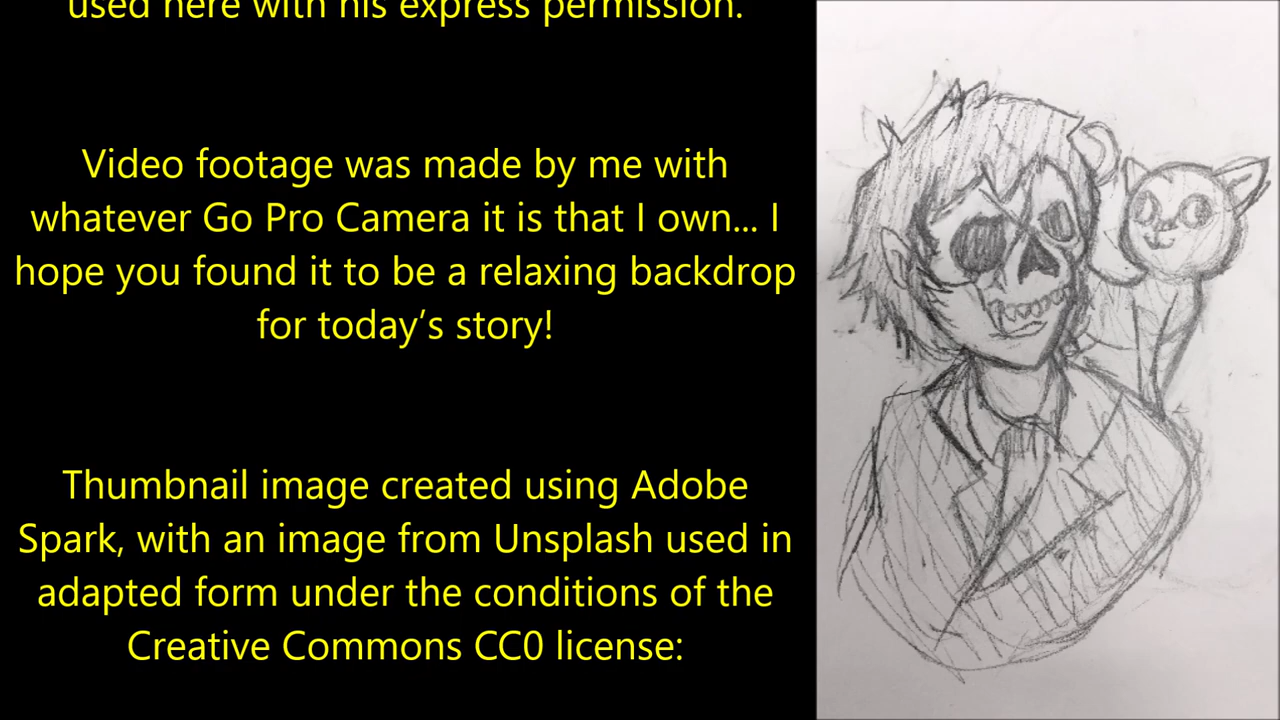 used here with his express permission.
Video footage was made by me with
whatever Go Pro Camera it is that I own... I
hope you found it to be a relaxing backdrop
for today’s story!
Thumbnail image created using Adobe
Spark, with an image from Unsplash used in
adapted form under the conditions of the
Creative Commons CC0 license: